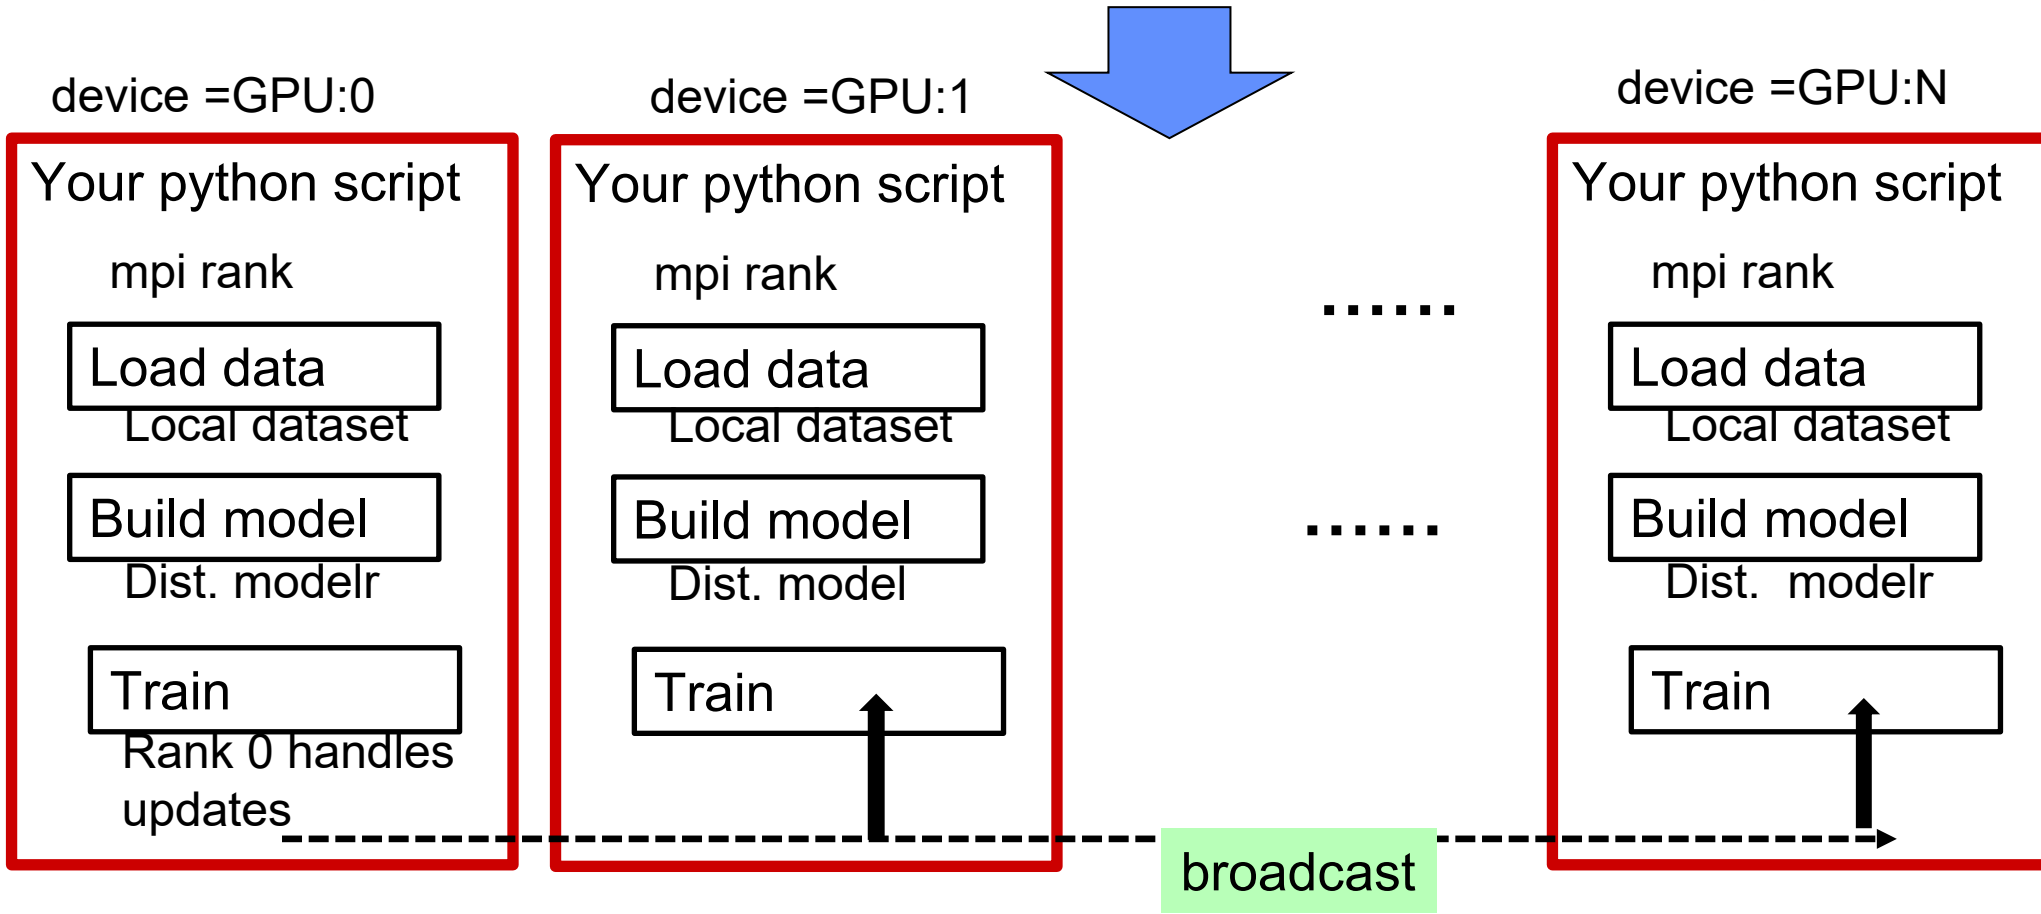 device =GPU:0
Your python script
mpi rank
Load data
Local dataset
Build model
Dist. modelr
Train
Rank 0 handles
updates
device =GPU:1
Your python script
mpi rank
Load data
Local dataset
Build model
Dist. model
Train
......
......
broadcast
device =GPU:N
Your python script
mpi rank
Load data
Local dataset
Build model
Dist.  modelr
Train